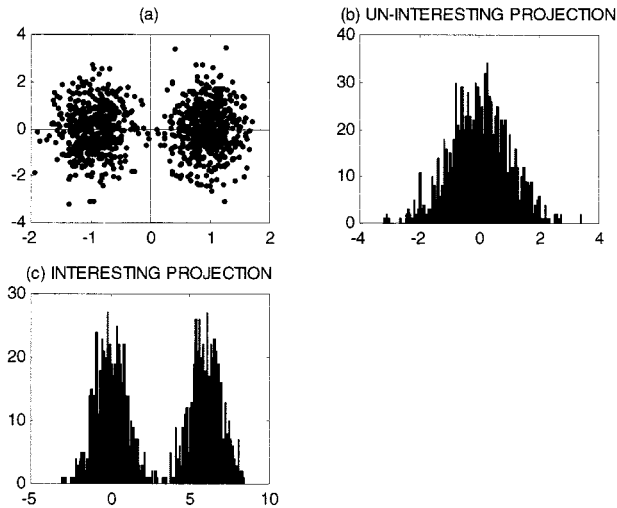 (a)
4
2
0
-2
-4
-2 -1 0 1 2
(b) UN-INTERESTING PROJECTION
40
30
20
10
0
-4 -2 0 2 4
(c) INTERESTING PROJECTION
30
20
10
0
-5 0 5 10